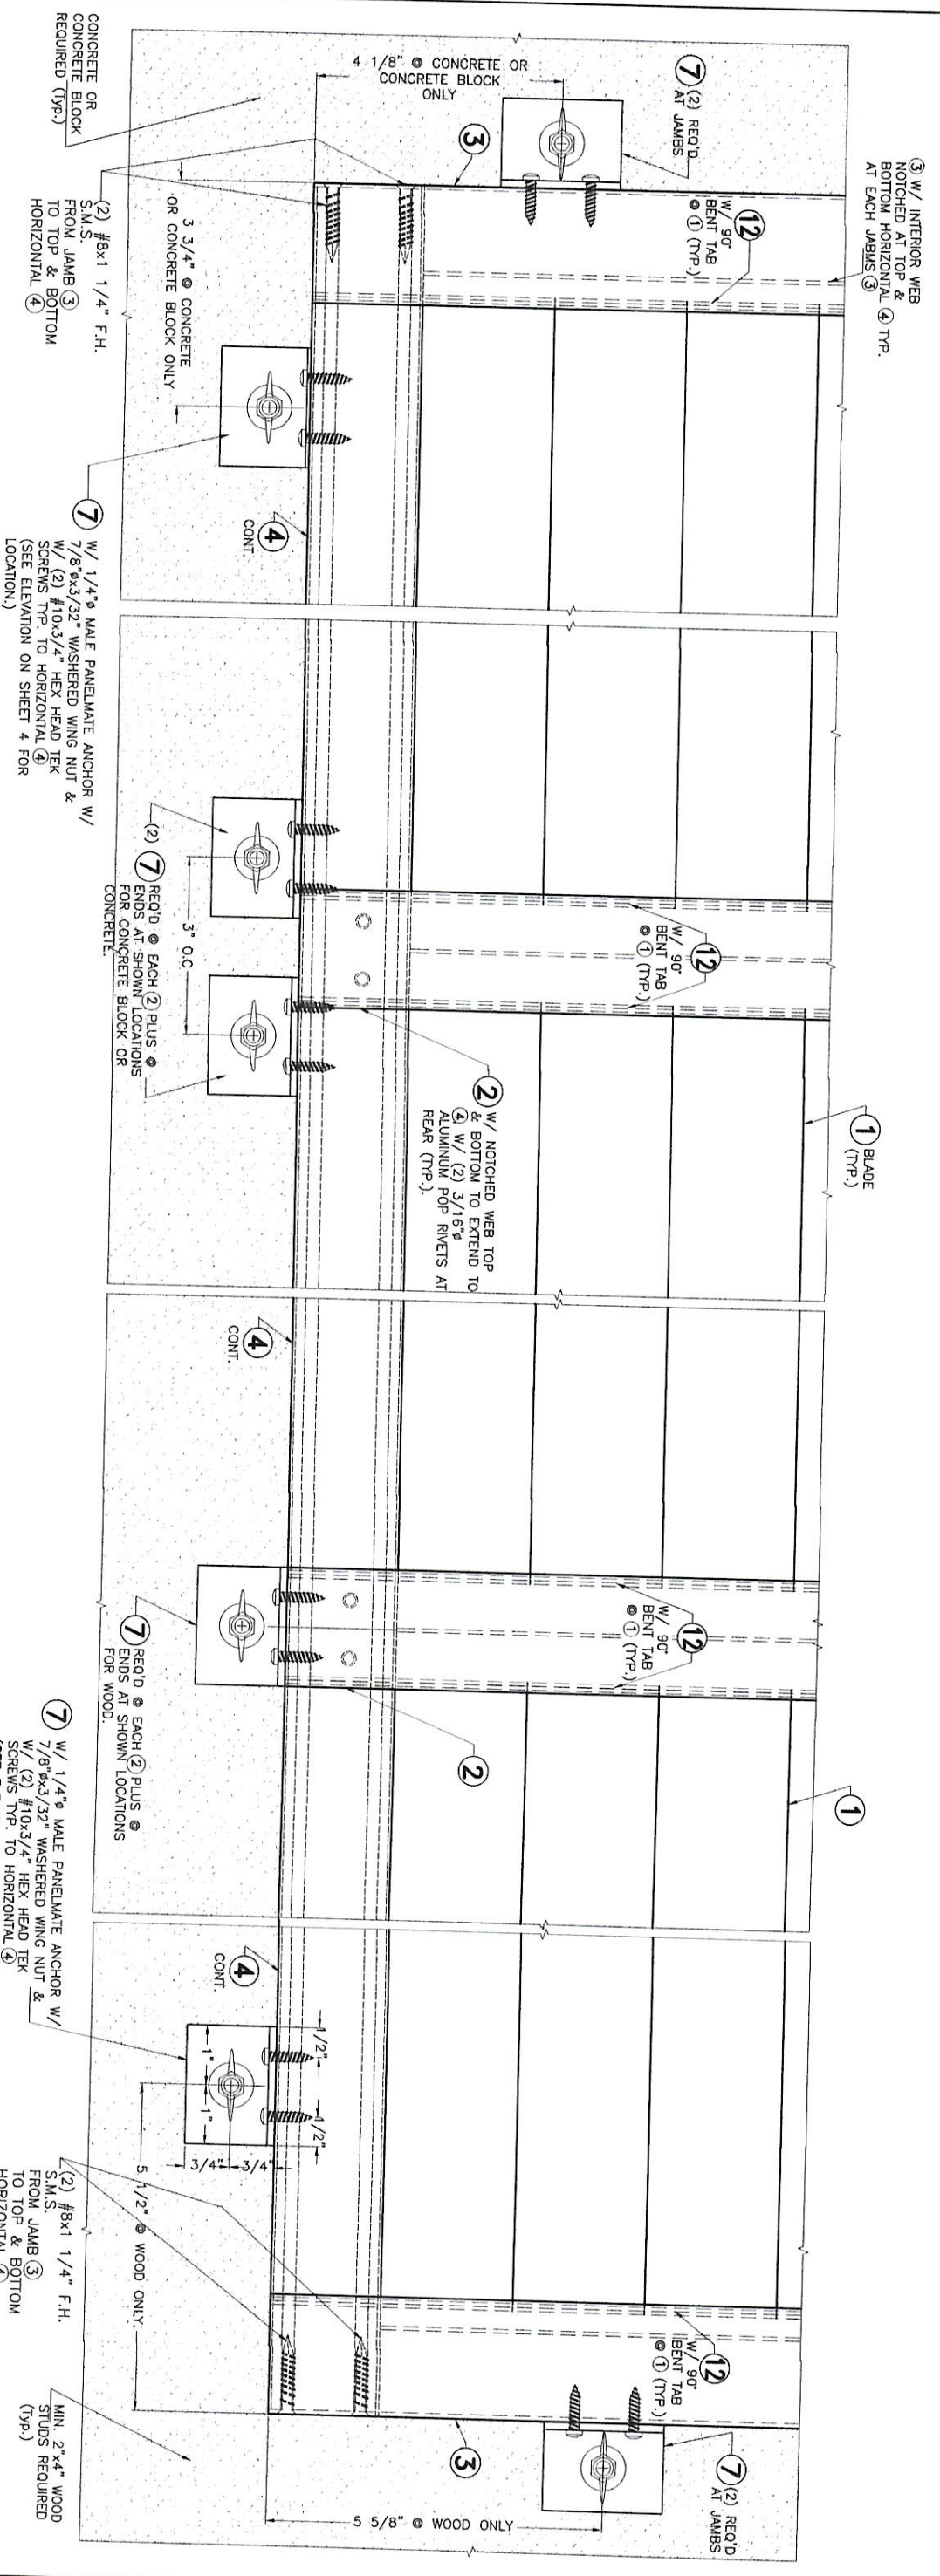 ③ W/ INTERIOR WEB
NOTCHED AT TOP &
BOTTOM HORIZONTAL ④ TYP.
AT EACH JABMS ③
⑦ (2) REQ'D
AT JAMBS
4 1/8" @ CONCRETE OR
CONCRETE BLOCK
ONLY
③
⑫
W/ 90°
BENT TAB
@ ① (TYP.)
CONCRETE OR
CONCRETE BLOCK
REQUIRED (Typ.)
(2) #8x1 1/4" F.H.
S.M.S.
FROM JAMB ③
TO TOP & BOTTOM
HORIZONTAL ④
3 3/4" @ CONCRETE
OR CONCRETE BLOCK ONLY
④
CONT.
⑦ W/ 1/4"ø MALE PANELMATE ANCHOR W/
7/8"øx3/32" WASHERED WING NUT &
W/ (2) #10x3/4" HEX HEAD TEK
SCREWS TYP. TO HORIZONTAL ④
(SEE ELEVATION ON SHEET 4 FOR
LOCATION.)
① BLADE
(TYP.)
⑫
W/ 90°
BENT TAB
@ ① (TYP.)
② W/ NOTCHED WEB TOP
& BOTTOM TO EXTEND TO
④ W/ (2) 3/16"ø
ALUMINUM POP RIVETS AT
REAR (TYP.).
3" O.C
(2) ⑦ REQ'D @ EACH ② PLUS @
ENDS AT SHOWN LOCATIONS
FOR CONCRETE BLOCK OR
CONCRETE.
④
CONT.
①
⑫
W/ 90°
BENT TAB
@ ① (TYP.)
②
⑦ REQ'D @ EACH ② PLUS @
ENDS AT SHOWN LOCATIONS
FOR WOOD.
⑦ W/ 1/4"ø MALE PANELMATE ANCHOR W/
7/8"øx3/32" WASHERED WING NUT &
W/ (2) #10x3/4" HEX HEAD TEK
SCREWS TYP. TO HORIZONTAL ④
④
CONT.
1/2"
1/2"
1"
1"
3/4"
3/4"
5 1/2" @ WOOD ONLY.
⑫
W/ 90°
BENT TAB
@ ① (TYP.)
⑦ (2) REQ'D
AT JAMBS
③
5 5/8" @ WOOD ONLY
(2) #8x1 1/4" F.H.
S.M.S.
FROM JAMB ③
TO TOP & BOTTOM
HORIZONTAL ④
MIN. 2"x4" WOOD
STUDS REQUIRED
(Typ.)